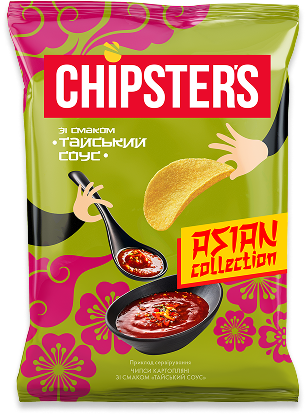 CHIPSTER'S
ЗІ СМАКОМ
•ТАЙСЬКИЙ
СОУС•
ASIAN
collection
Приклад сервірування
ЧИПСИ КАРТОПЛЯНІ
ЗІ СМАКОМ «ТАЙСЬКИЙ СОУС»